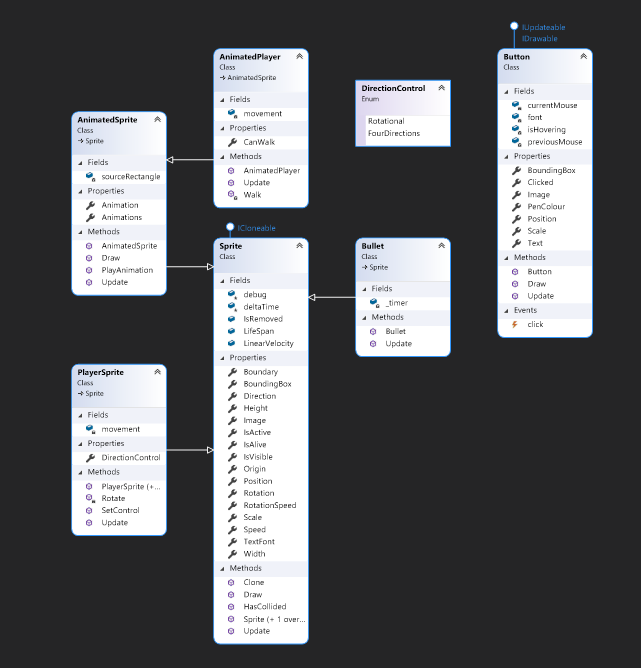 AnimatedPlayer
Class
→ AnimatedSprite
Fields
movement
Properties
CanWalk
Methods
AnimatedPlayer
Update
Walk
AnimatedSprite
Class
→ Sprite
Fields
sourceRectangle
Properties
Animation
Animations
Methods
AnimatedSprite
Draw
PlayAnimation
Update
DirectionControl
Enum
Rotational
FourDirections
IUpdateable
IDrawable
Button
Class
Fields
currentMouse
font
isHovering
previousMouse
Properties
BoundingBox
Clicked
Image
PenColour
Position
Scale
Text
Methods
Button
Draw
Update
Events
click
ICloneable
Sprite
Class
Fields
debug
deltaTime
IsRemoved
LifeSpan
LinearVelocity
Properties
Boundary
BoundingBox
Direction
Height
Image
IsActive
IsAlive
IsVisible
Origin
Position
Rotation
RotationSpeed
Scale
Speed
TextFont
Width
Methods
Clone
Draw
HasCollided
Sprite (+ 1 over...
Update
Bullet
Class
→ Sprite
Fields
_timer
Methods
Bullet
Update
PlayerSprite
Class
→ Sprite
Fields
movement
Properties
DirectionControl
Methods
PlayerSprite (+...
Rotate
SetControl
Update